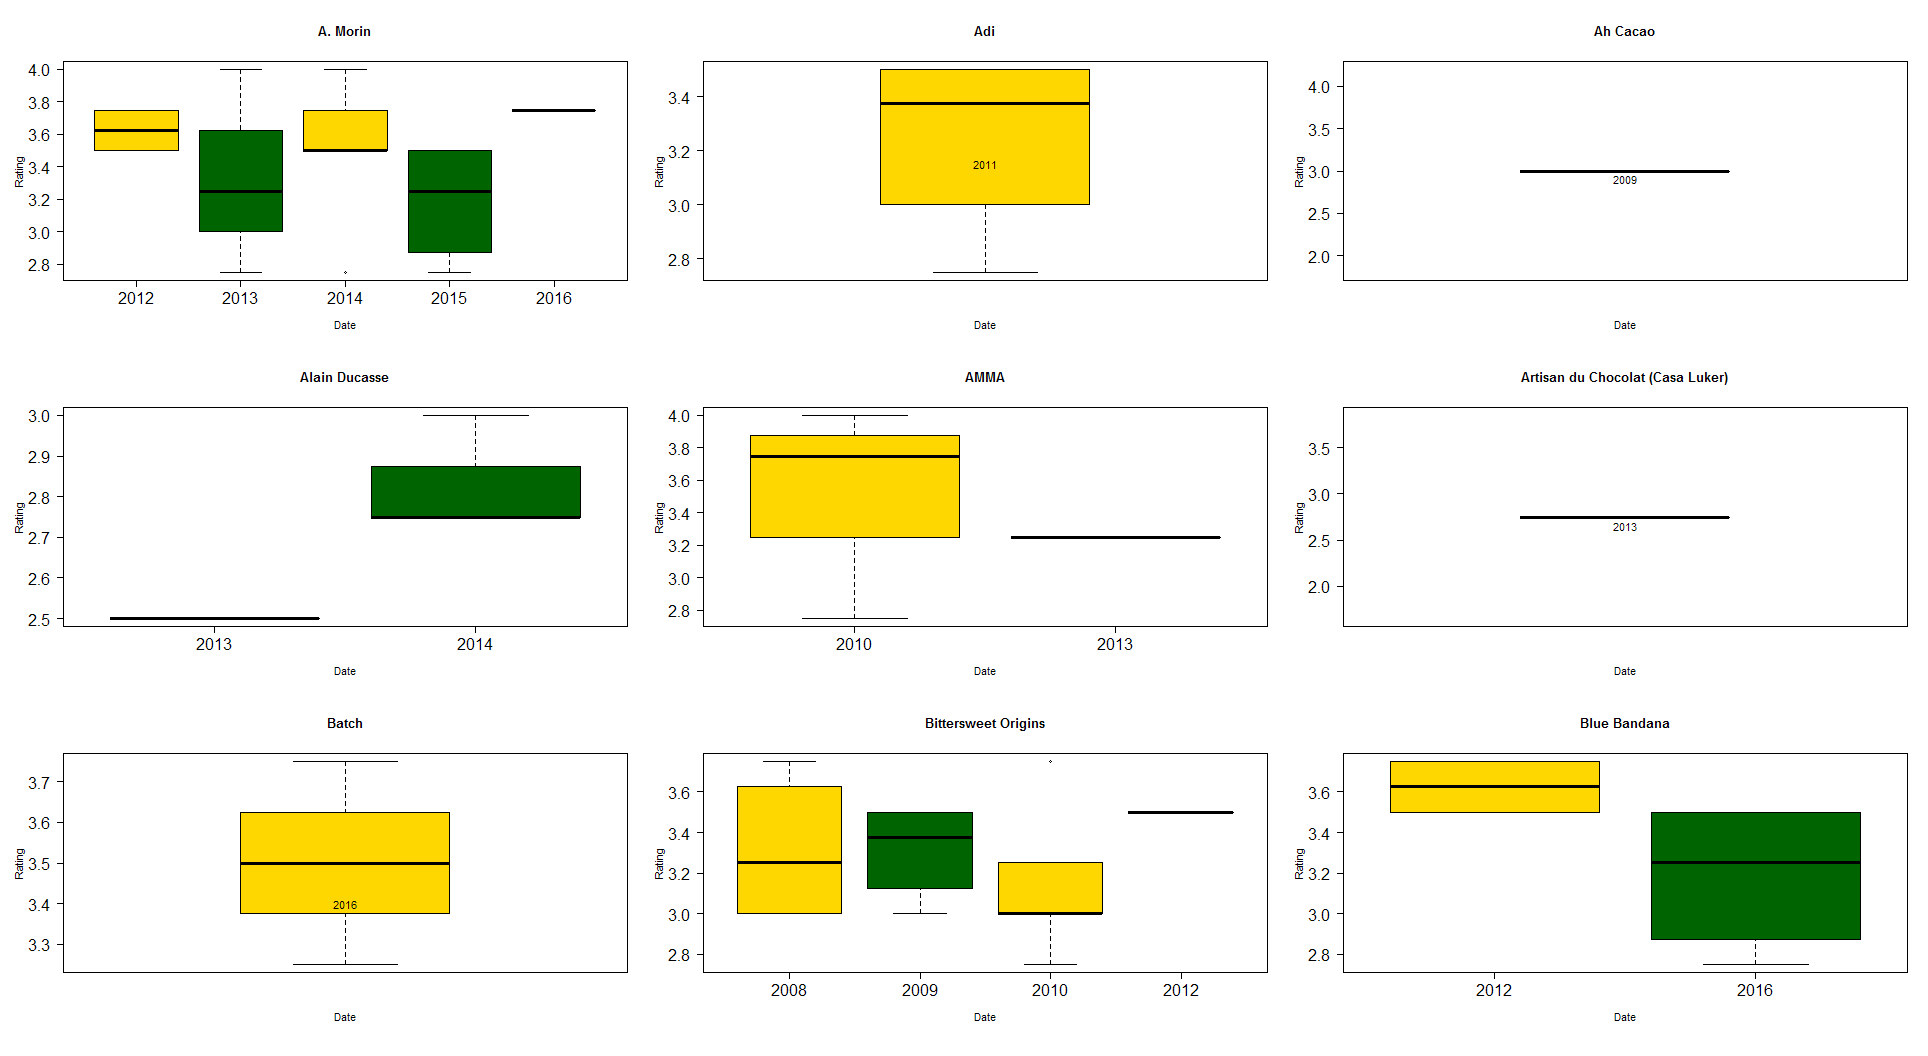 A. Morin
Adi
Ah Cacao
Rating
4.0
3.8
3.6
3.4
3.2
3.0
2.8
2012
2013
2014
2015
2016
Date
Rating
3.4
3.2
3.0
2.8
2011
Date
Rating
4.0
3.5
3.0
2.5
2.0
2009
Date
Alain Ducasse
AMMA
Artisan du Chocolat (Casa Luker)
Rating
3.0
2.9
2.8
2.7
2.6
2.5
2013
2014
Date
Rating
4.0
3.8
3.6
3.4
3.2
3.0
2.8
2010
2013
Date
Rating
3.5
3.0
2.5
2.0
2013
Date
Batch
Bittersweet Origins
Blue Bandana
Rating
3.7
3.6
3.5
3.4
3.3
2016
Date
Rating
3.6
3.4
3.2
3.0
2.8
2008
2009
2010
2012
Date
Rating
3.6
3.4
3.2
3.0
2.8
2012
2016
Date